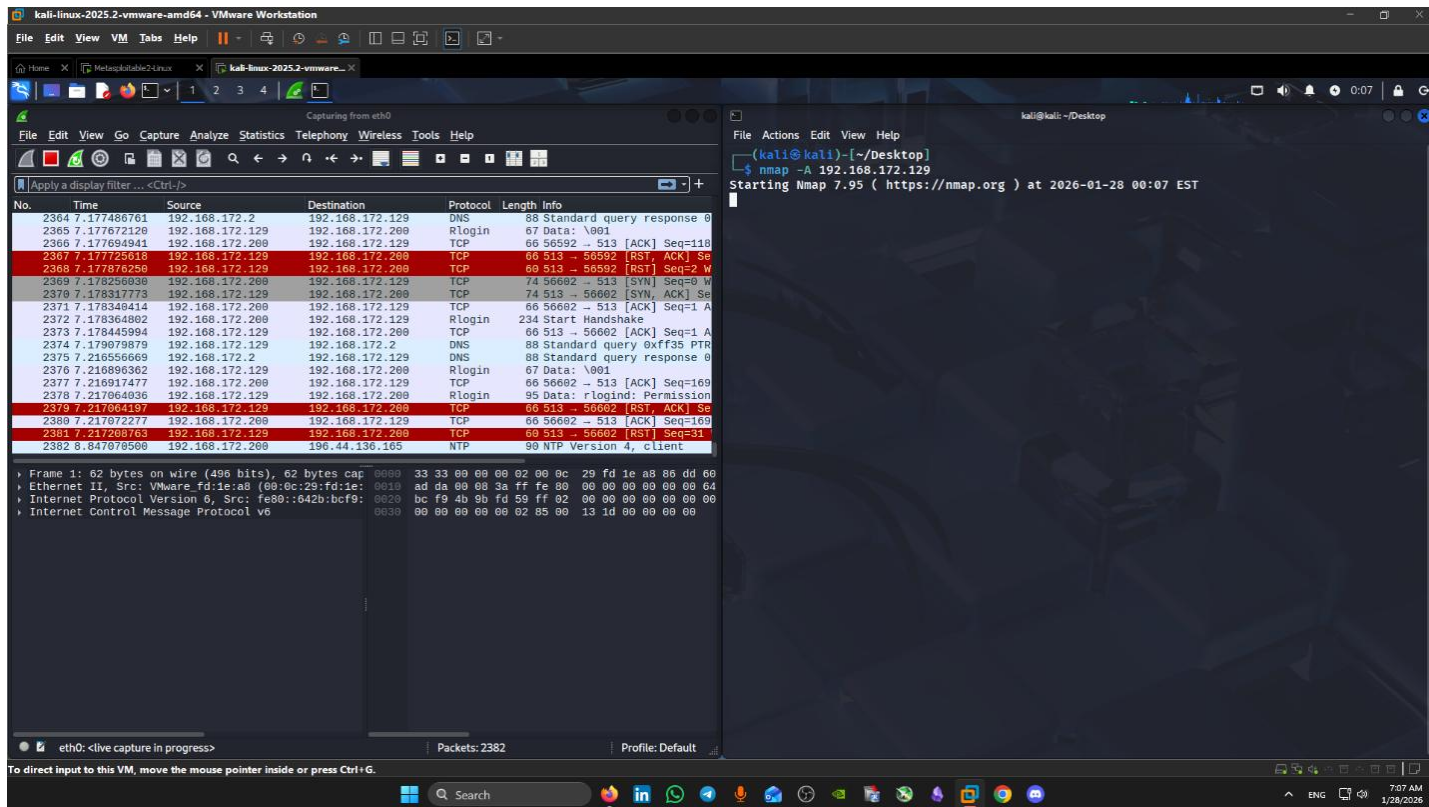 kali-linux-2025.2-vmware-amd64 - VMware Workstation
File Edit View VM Tabs Help
Home Metasploitable2-Linux kali-linux-2025.2-vmware...
1 2 3 4 0:07
Capturing from eth0
File Edit View Go Capture Analyze Statistics Telephony Wireless Tools Help
Apply a display filter ... <Ctrl-/>
No. Time Source Destination Protocol Length Info
2364 7.177486761 192.168.172.2 192.168.172.129 DNS 88 Standard query response 0
2365 7.177672120 192.168.172.129 192.168.172.200 Rlogin 67 Data: \001
2366 7.177694941 192.168.172.200 192.168.172.129 TCP 66 56592 → 513 [ACK] Seq=118
2367 7.177725618 192.168.172.129 192.168.172.200 TCP 66 513 → 56592 [RST, ACK] Se
2368 7.177876250 192.168.172.129 192.168.172.200 TCP 60 513 → 56592 [RST] Seq=2 W
2369 7.178256030 192.168.172.200 192.168.172.129 TCP 74 56602 → 513 [SYN] Seq=0 W
2370 7.178317773 192.168.172.129 192.168.172.200 TCP 74 513 → 56602 [SYN, ACK] Se
2371 7.178340414 192.168.172.200 192.168.172.129 TCP 66 56602 → 513 [ACK] Seq=1 A
2372 7.178364802 192.168.172.200 192.168.172.129 Rlogin 234 Start Handshake
2373 7.178445994 192.168.172.129 192.168.172.200 TCP 66 513 → 56602 [ACK] Seq=1 A
2374 7.179079879 192.168.172.129 192.168.172.2 DNS 88 Standard query 0xff35 PTR
2375 7.216556669 192.168.172.2 192.168.172.129 DNS 88 Standard query response 0
2376 7.216896362 192.168.172.129 192.168.172.200 Rlogin 67 Data: \001
2377 7.216917477 192.168.172.200 192.168.172.129 TCP 66 56602 → 513 [ACK] Seq=169
2378 7.217064036 192.168.172.129 192.168.172.200 Rlogin 95 Data: rlogind: Permission
2379 7.217064197 192.168.172.129 192.168.172.200 TCP 66 513 → 56602 [RST, ACK] Se
2380 7.217072277 192.168.172.200 192.168.172.129 TCP 66 56602 → 513 [ACK] Seq=169
2381 7.217208763 192.168.172.129 192.168.172.200 TCP 60 513 → 56602 [RST] Seq=31
2382 8.847070500 192.168.172.200 196.44.136.165 NTP 90 NTP Version 4, client
Frame 1: 62 bytes on wire (496 bits), 62 bytes cap
Ethernet II, Src: VMware_fd:1e:a8 (00:0c:29:fd:1e:
Internet Protocol Version 6, Src: fe80::642b:bcf9:
Internet Control Message Protocol v6
0000 33 33 00 00 00 02 00 0c 29 fd 1e a8 86 dd 60
0010 ad da 00 08 3a ff fe 80 00 00 00 00 00 00 64
0020 bc f9 4b 9b fd 59 ff 02 00 00 00 00 00 00 00
0030 00 00 00 00 00 02 85 00 13 1d 00 00 00 00
eth0: <live capture in progress> Packets: 2382 Profile: Default
kali@kali: ~/Desktop
File Actions Edit View Help
(kali㉿kali)-[~/Desktop]
$ nmap -A 192.168.172.129
Starting Nmap 7.95 ( https://nmap.org ) at 2026-01-28 00:07 EST
To direct input to this VM, move the mouse pointer inside or press Ctrl+G.
Search
ENG
7:07 AM
1/28/2026